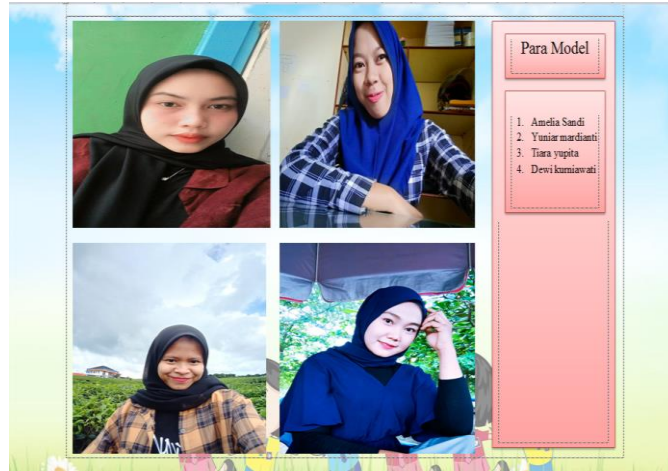 Para Model
1. Amelia Sandi
2. Yuniar mardianti
3. Tiara yupita
4. Dewi kurniawati